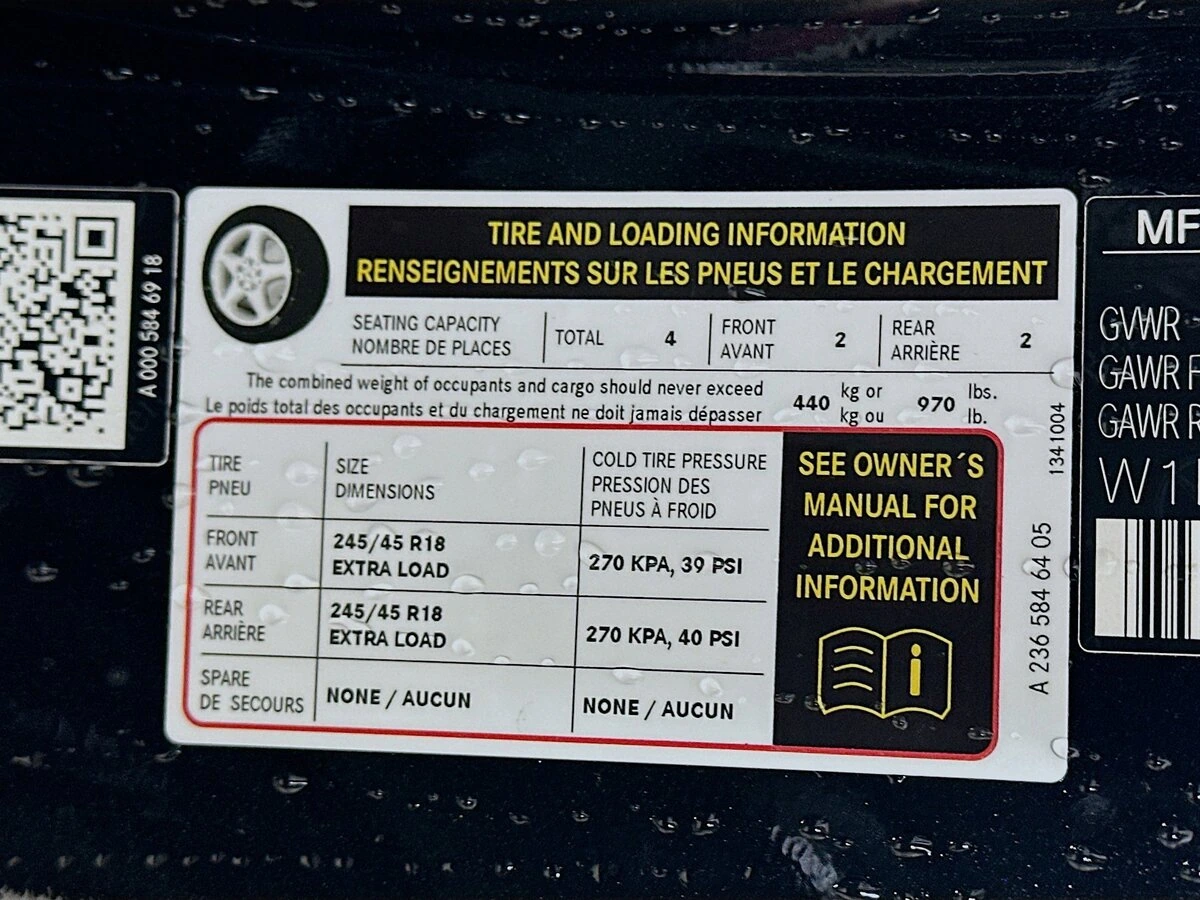 A 000 584 69 18
TIRE AND LOADING INFORMATION
RENSEIGNEMENTS SUR LES PNEUS ET LE CHARGEMENT
SEATING CAPACITY
NOMBRE DE PLACES
TOTAL 4
FRONT
AVANT
2
REAR
ARRIÈRE
2
The combined weight of occupants and cargo should never exceed
Le poids total des occupants et du chargement ne doit jamais dépasser
440
kg or
kg ou
970
lbs.
lb.
TIRE
PNEU
SIZE
DIMENSIONS
COLD TIRE PRESSURE
PRESSION DES
PNEUS À FROID
FRONT
AVANT
245/45 R18
EXTRA LOAD
270 KPA, 39 PSI
REAR
ARRIÈRE
245/45 R18
EXTRA LOAD
270 KPA, 40 PSI
SPARE
DE SECOURS
NONE / AUCUN
NONE / AUCUN
SEE OWNER´S
MANUAL FOR
ADDITIONAL
INFORMATION
i
1341004
A 236 584 64 05
MF
GVWR
GAWR F
GAWR R
W1